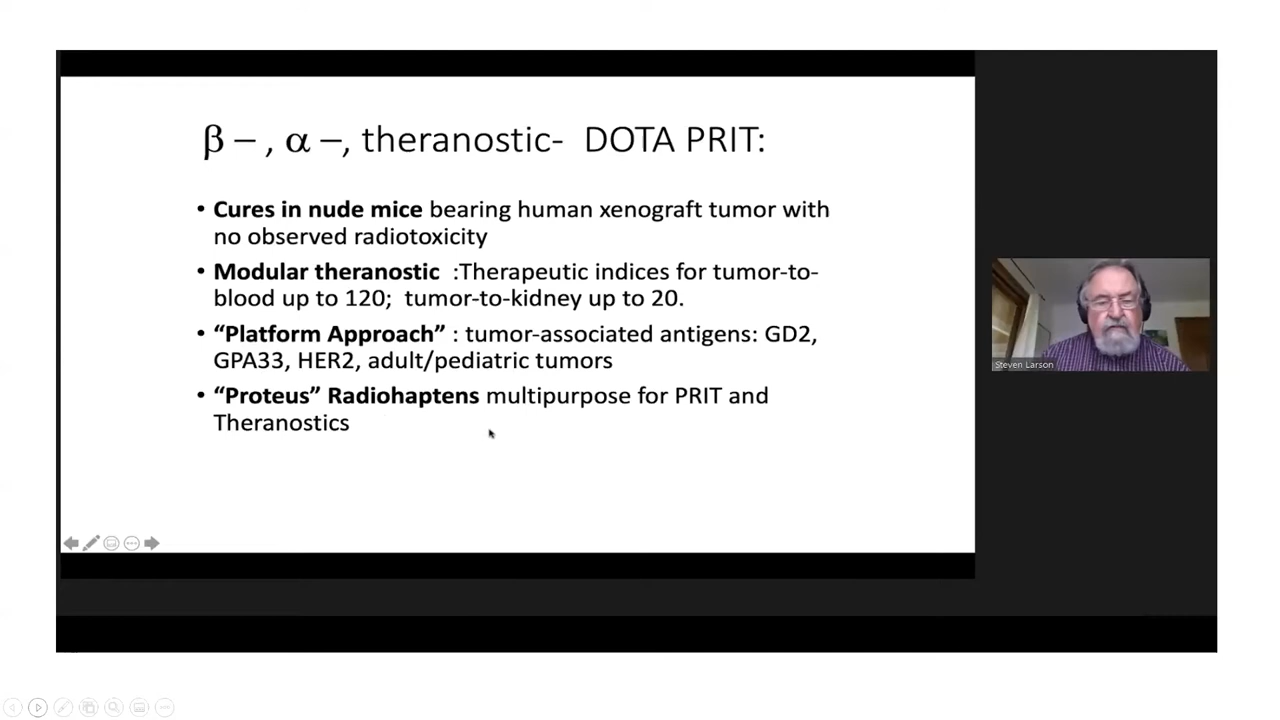 β – , α –, theranostic-  DOTA PRIT:
• Cures in nude mice bearing human xenograft tumor with
no observed radiotoxicity
• Modular theranostic  :Therapeutic indices for tumor-to-
blood up to 120;  tumor-to-kidney up to 20.
• “Platform Approach” : tumor-associated antigens: GD2,
GPA33, HER2, adult/pediatric tumors
• “Proteus” Radiohaptens multipurpose for PRIT and
Theranostics
Steven Larson